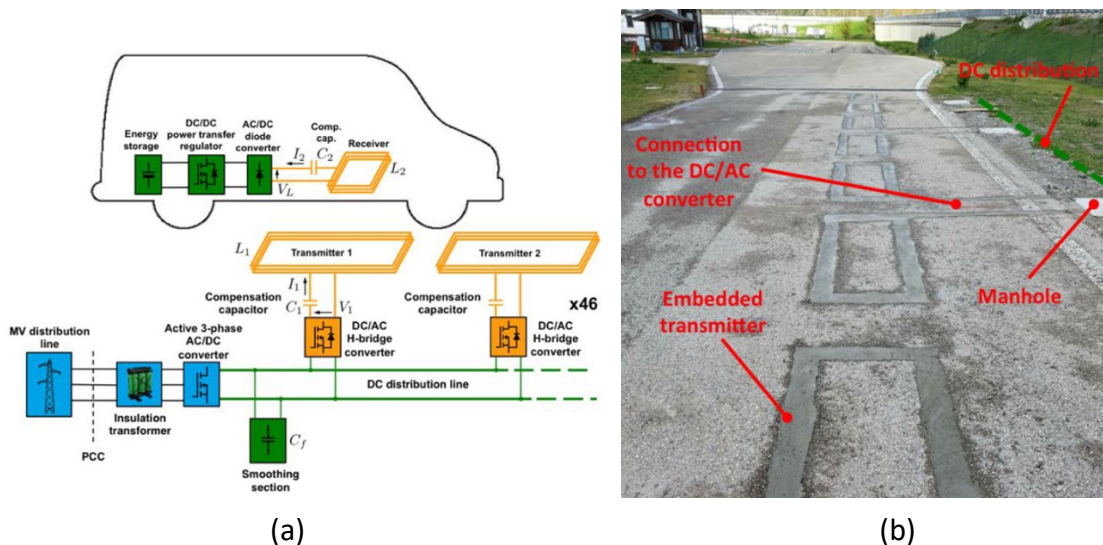 DC/DC
power transfer
regulator
AC/DC
diode
converter
Comp.
cap.
Energy
storage
I₂
C₂
Receiver
L₂
V_L
L₁
Transmitter 1
Transmitter 2
I₁
Compensation
capacitor
C₁
V₁
Compensation
capacitor
x46
MV distribution
line
Active 3-phase
AC/DC
converter
DC/AC
H-bridge
converter
DC/AC
H-bridge
converter
DC distribution line
Insulation
transformer
PCC
C_f
Smoothing
section
(a)
DC distribution
Connection
to the DC/AC
converter
Embedded
transmitter
Manhole
(b)